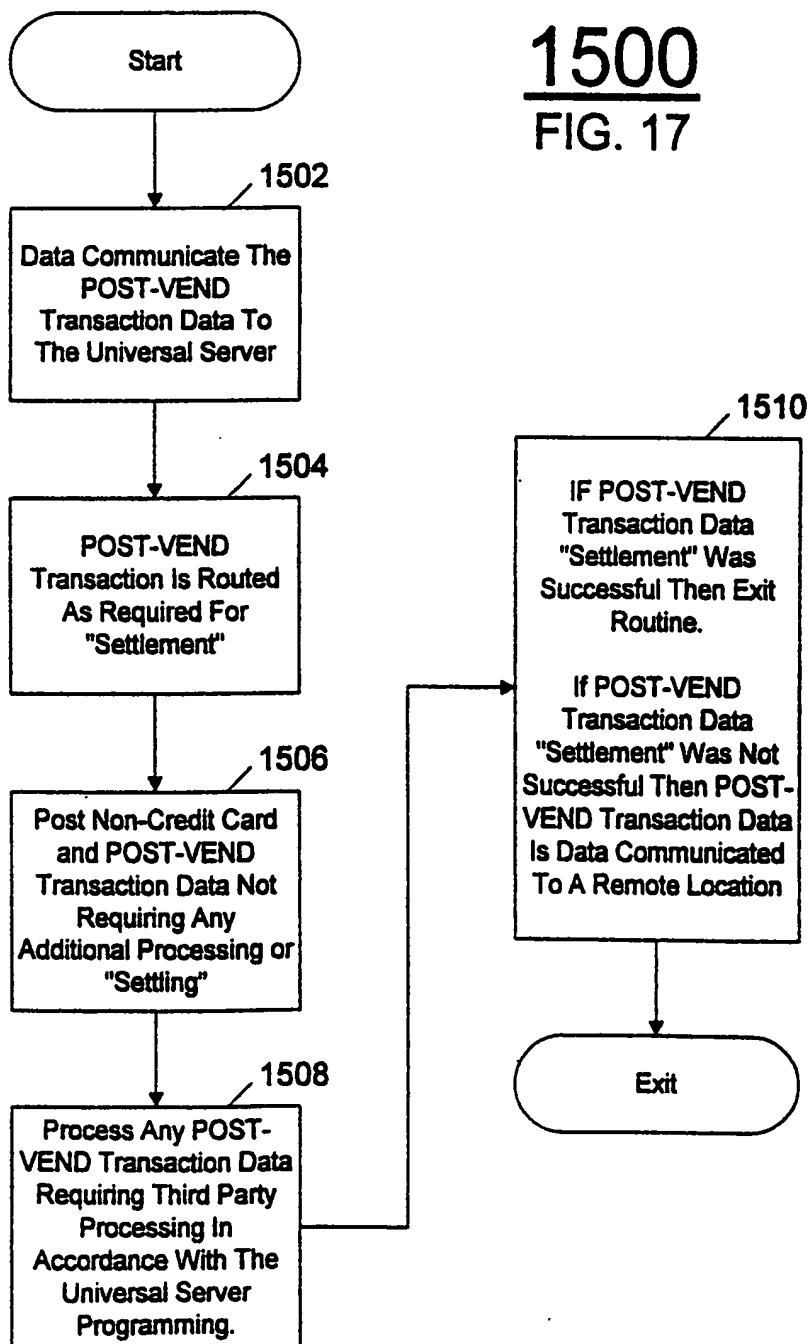 Start
1500
FIG. 17
1502
Data Communicate The
POST-VEND
Transaction Data To
The Universal Server
1504
POST-VEND
Transaction Is Routed
As Required For
"Settlement"
1506
Post Non-Credit Card
and POST-VEND
Transaction Data Not
Requiring Any
Additional Processing or
"Settling"
1508
Process Any POST-
VEND Transaction Data
Requiring Third Party
Processing In
Accordance With The
Universal Server
Programming.
1510
IF POST-VEND
Transaction Data
"Settlement" Was
Successful Then Exit
Routine.
If POST-VEND
Transaction Data
"Settlement" Was Not
Successful Then POST-
VEND Transaction Data
Is Data Communicated
To A Remote Location
Exit